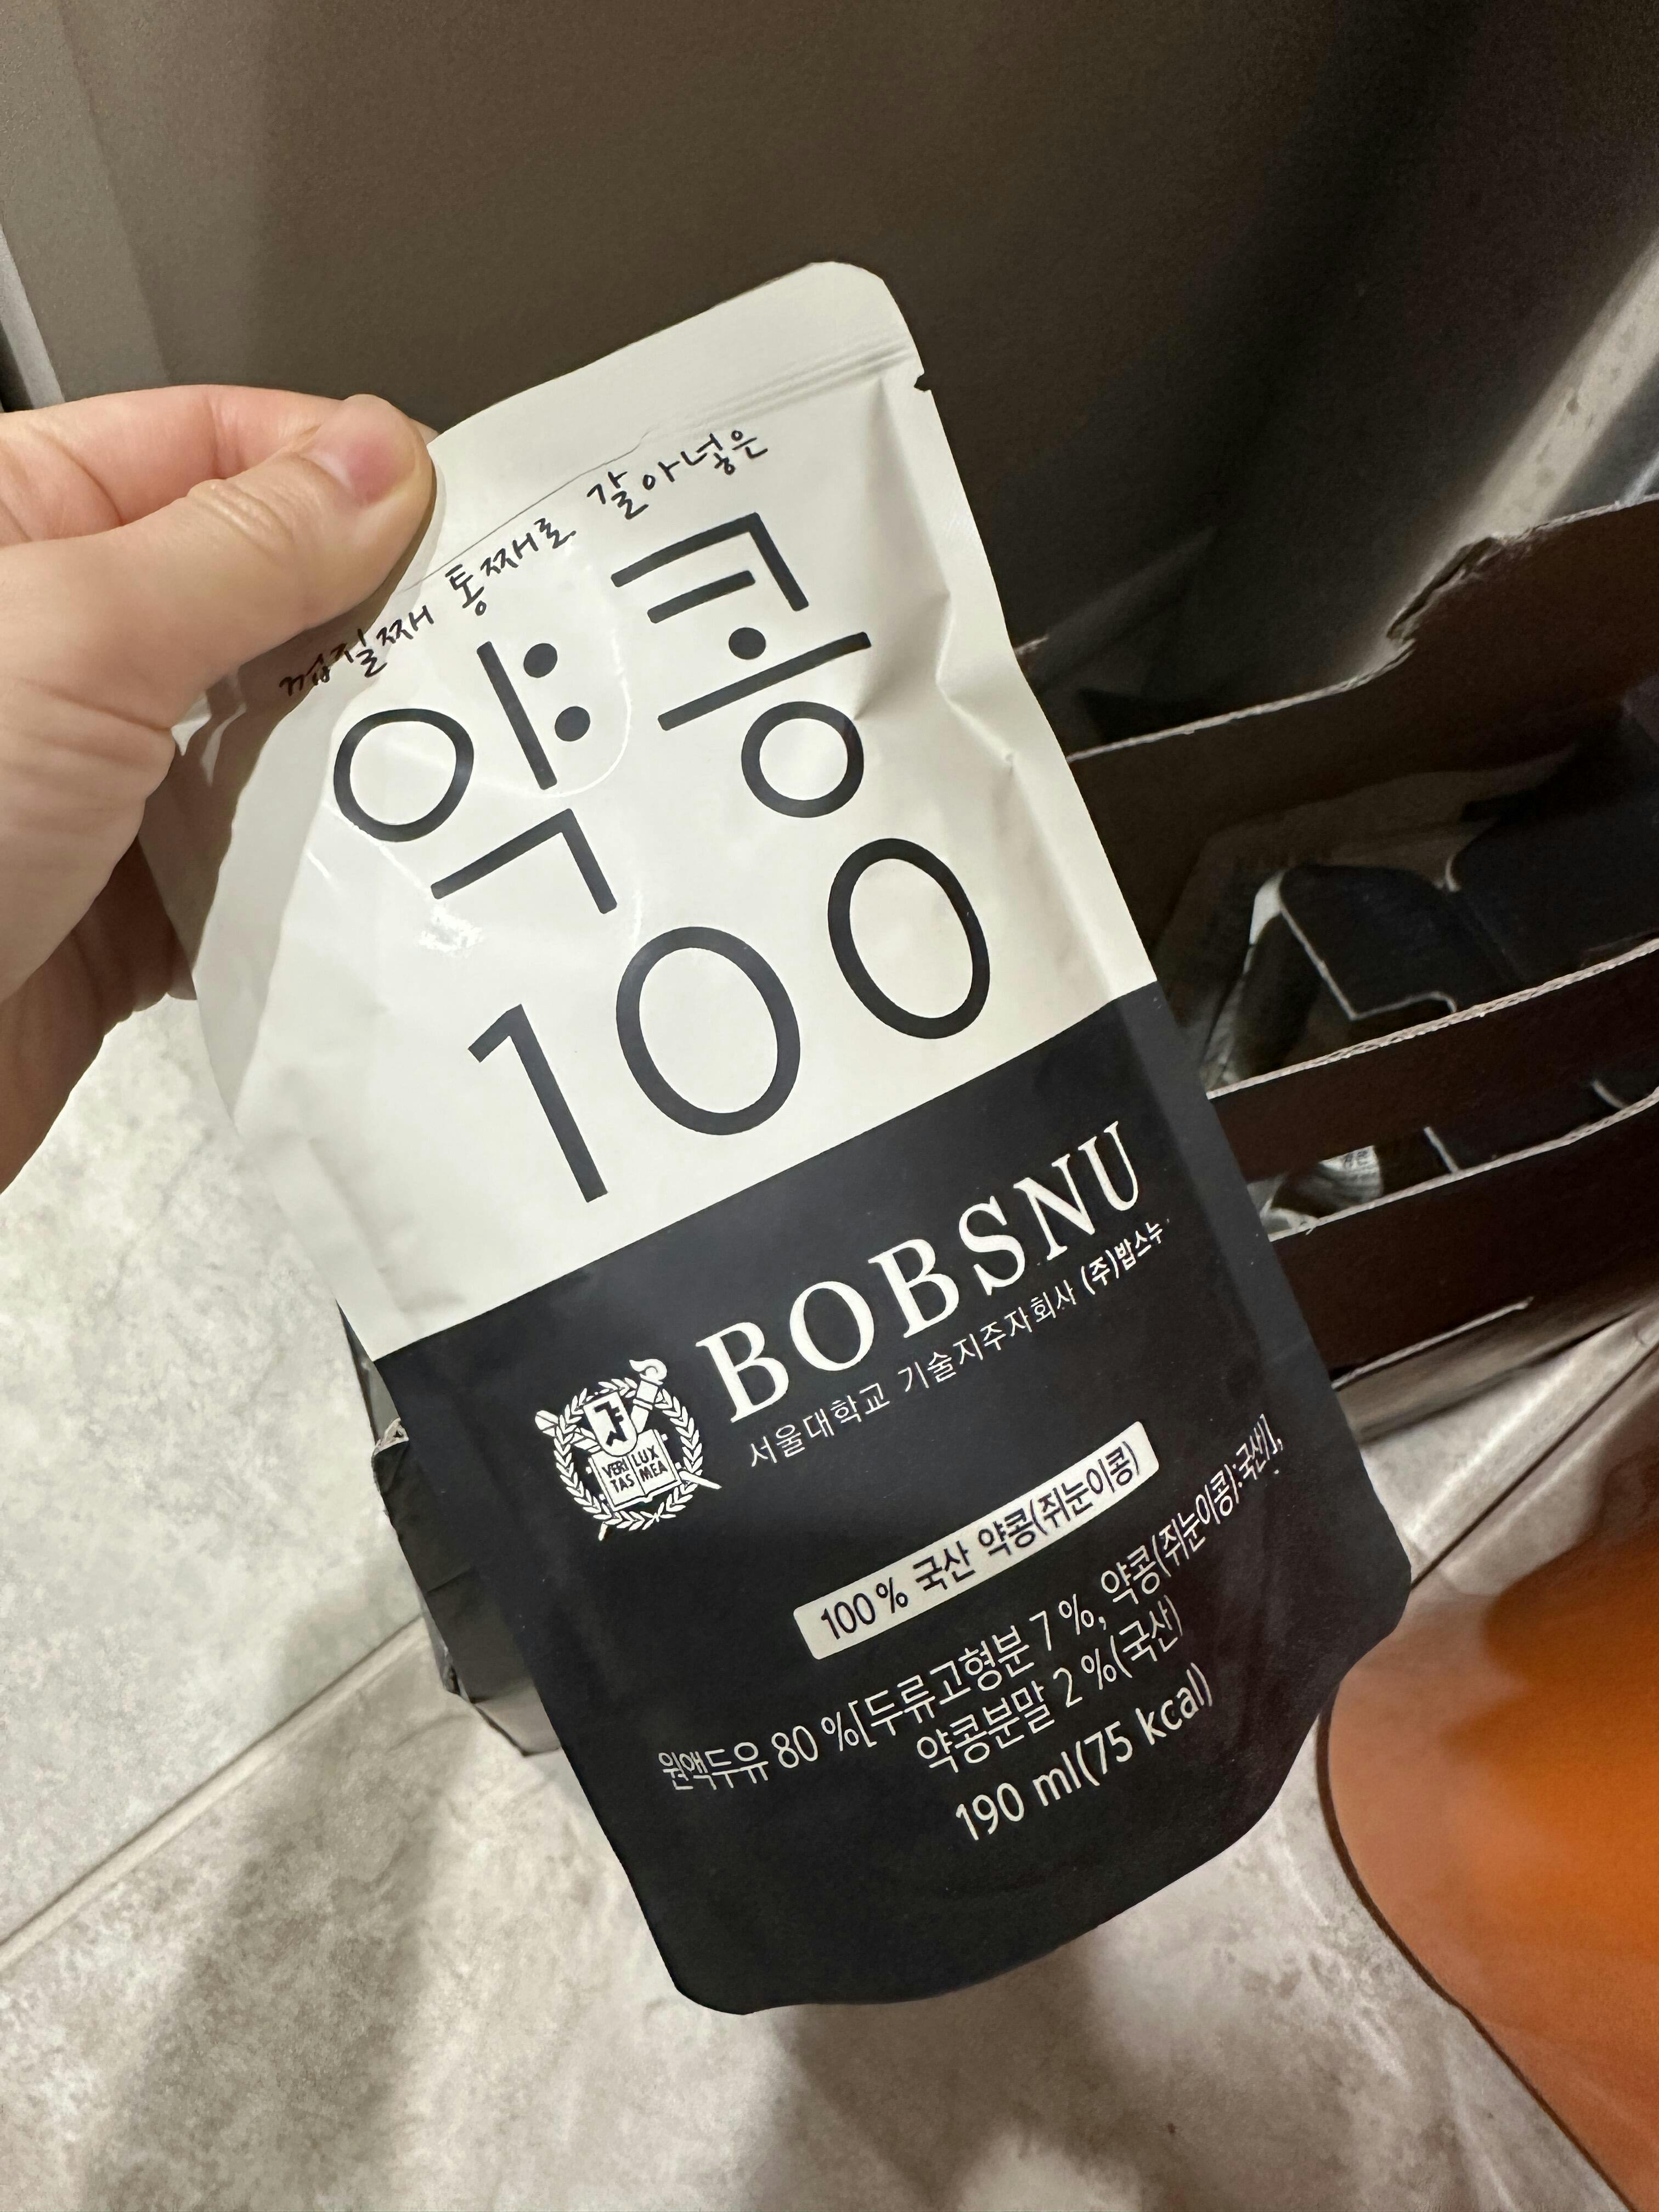 껍질째 통째로 갈아넣은
약콩
100
BOBSNU
서울대학교 기술지주자회사 (주)밥스누
VERI LUX
TAS MEA
100 % 국산 약콩(쥐눈이콩)
원액두유 80 %[두류고형분 7 %, 약콩(쥐눈이콩):국산],
약콩분말 2 %(국산)
190 ml(75 kcal)